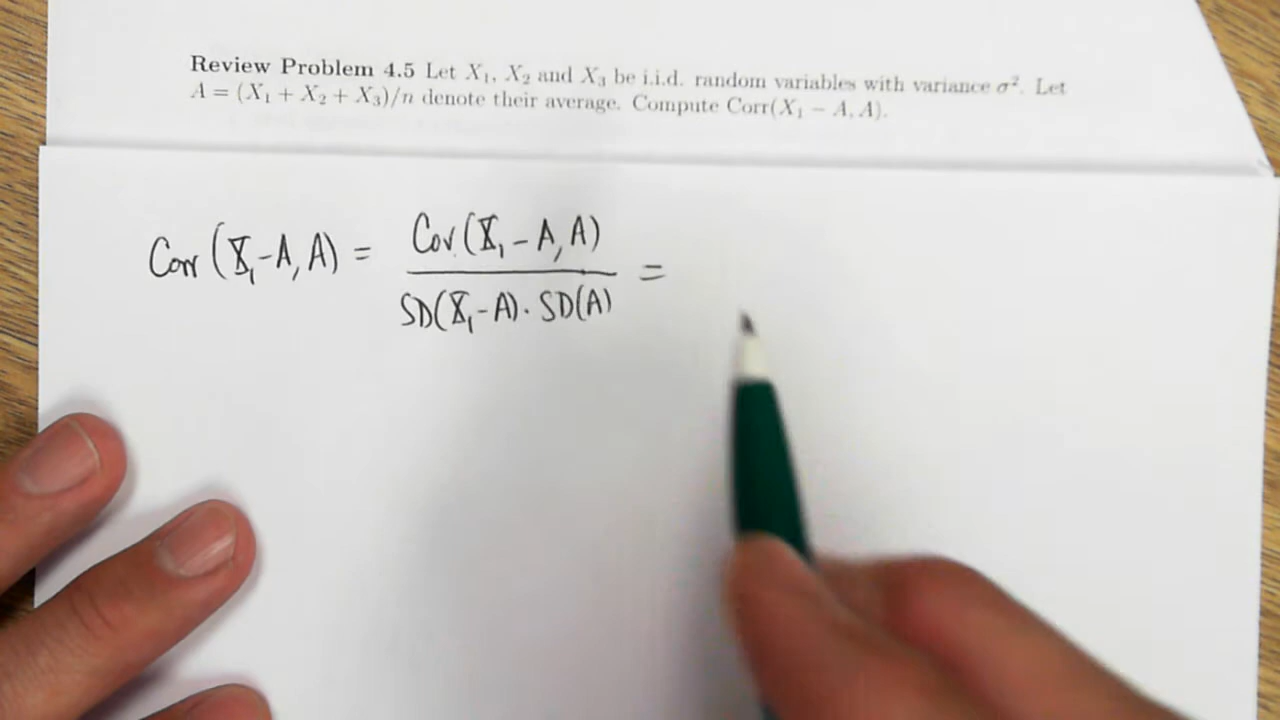 Review Problem 4.5 Let X₁, X₂ and X₃ be i.i.d. random variables with variance σ². Let
A = (X₁ + X₂ + X₃)/n denote their average. Compute Corr(X₁ − A, A).
Corr (X₁-A, A) = Cov(X₁-A, A) / SD(X₁-A) · SD(A) =